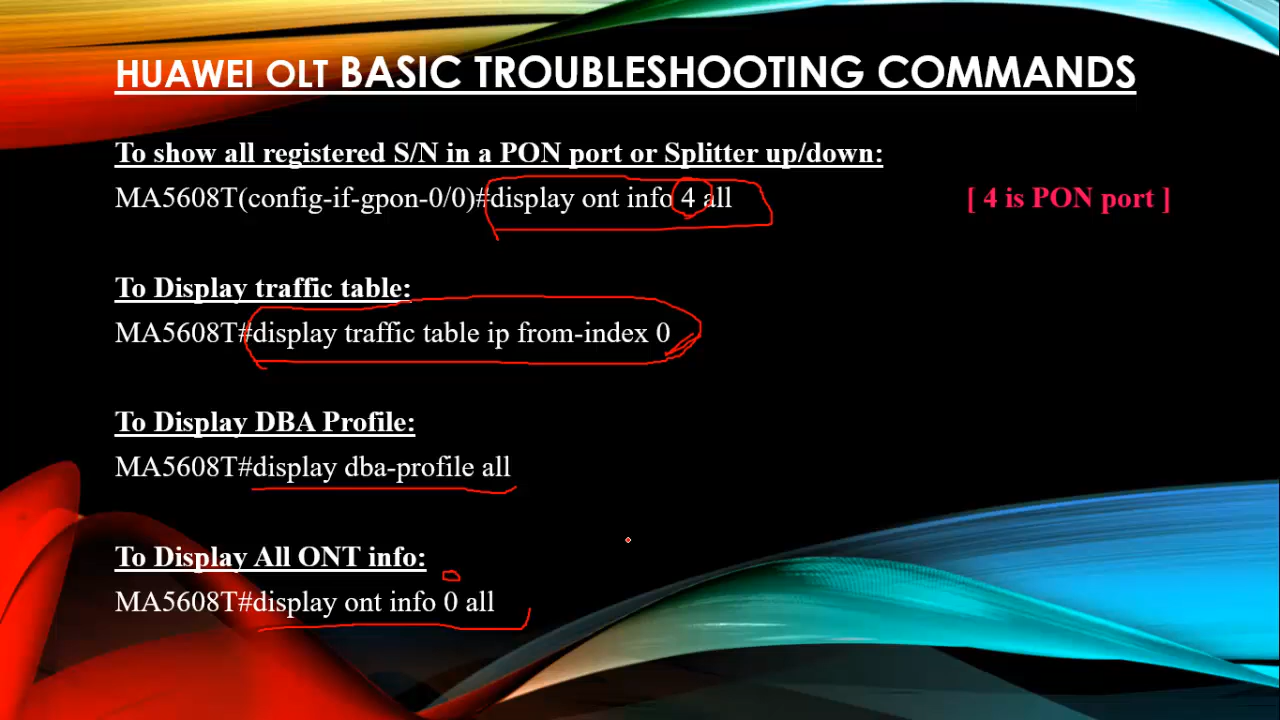 HUAWEI OLT BASIC TROUBLESHOOTING COMMANDS
To show all registered S/N in a PON port or Splitter up/down:
MA5608T(config-if-gpon-0/0)#display ont info 4 all [ 4 is PON port ]
To Display traffic table:
MA5608T#display traffic table ip from-index 0
To Display DBA Profile:
MA5608T#display dba-profile all
To Display All ONT info:
MA5608T#display ont info 0 all